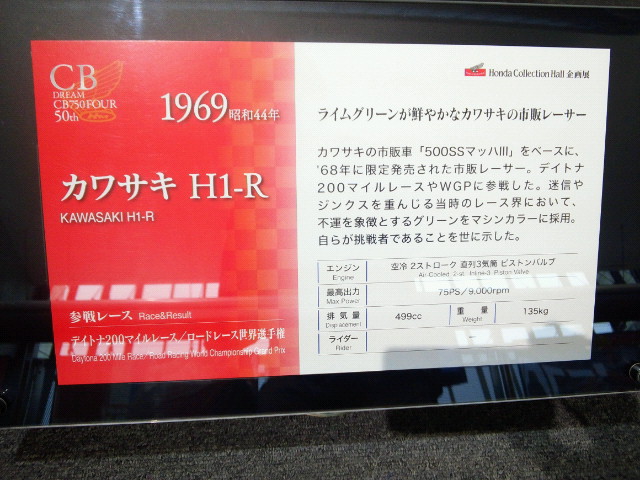 CB
DREAM
CB750FOUR
50th
Honda Collection Hall 企画展
1969 昭和44年
カワサキ H1-R
KAWASAKI H1-R
参戦レース Race&Result
デイトナ200マイルレース／ロードレース世界選手権
Daytona 200 Mile Race／Road Racing World Championship Grand Prix
ライムグリーンが鮮やかなカワサキの市販レーサー
カワサキの市販車「500SSマッハIII」をベースに、
'68年に限定発売された市販レーサー。デイトナ
200マイルレースやWGPに参戦した。迷信や
ジンクスを重んじる当時のレース界において、
不運を象徴とするグリーンをマシンカラーに採用。
自らが挑戦者であることを世に示した。
エンジン 空冷 2ストローク 直列3気筒 ピストンバルブ
Engine Air-Cooled, 2-st., Inline-3, Piston Valve
最高出力 75PS／9,000rpm
Max Power
排気量 499cc 重量 135kg
Displacement Weight
ライダー —
Rider